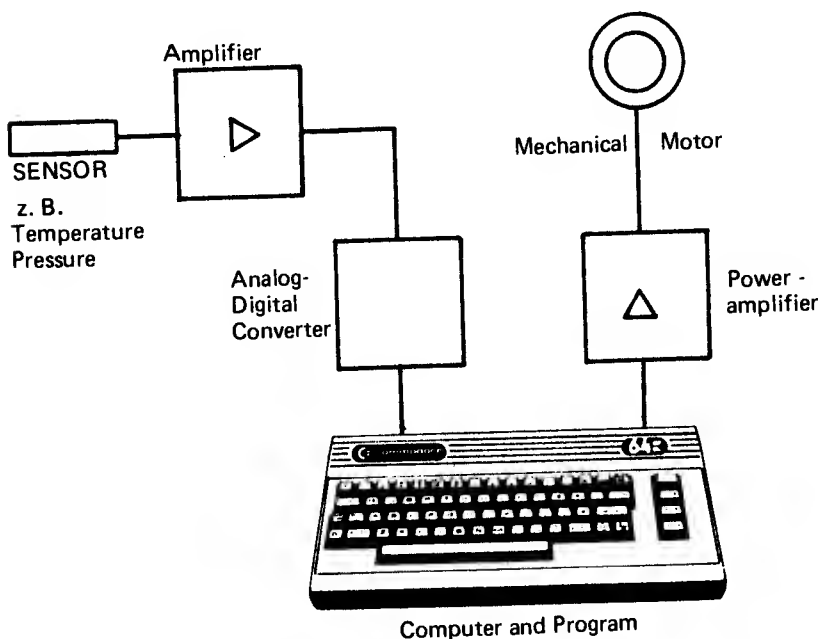 Amplifier
SENSOR
z. B.
Temperature
Pressure
Analog-
Digital
Converter
Mechanical Motor
Power -
amplifier
64
Computer and Program